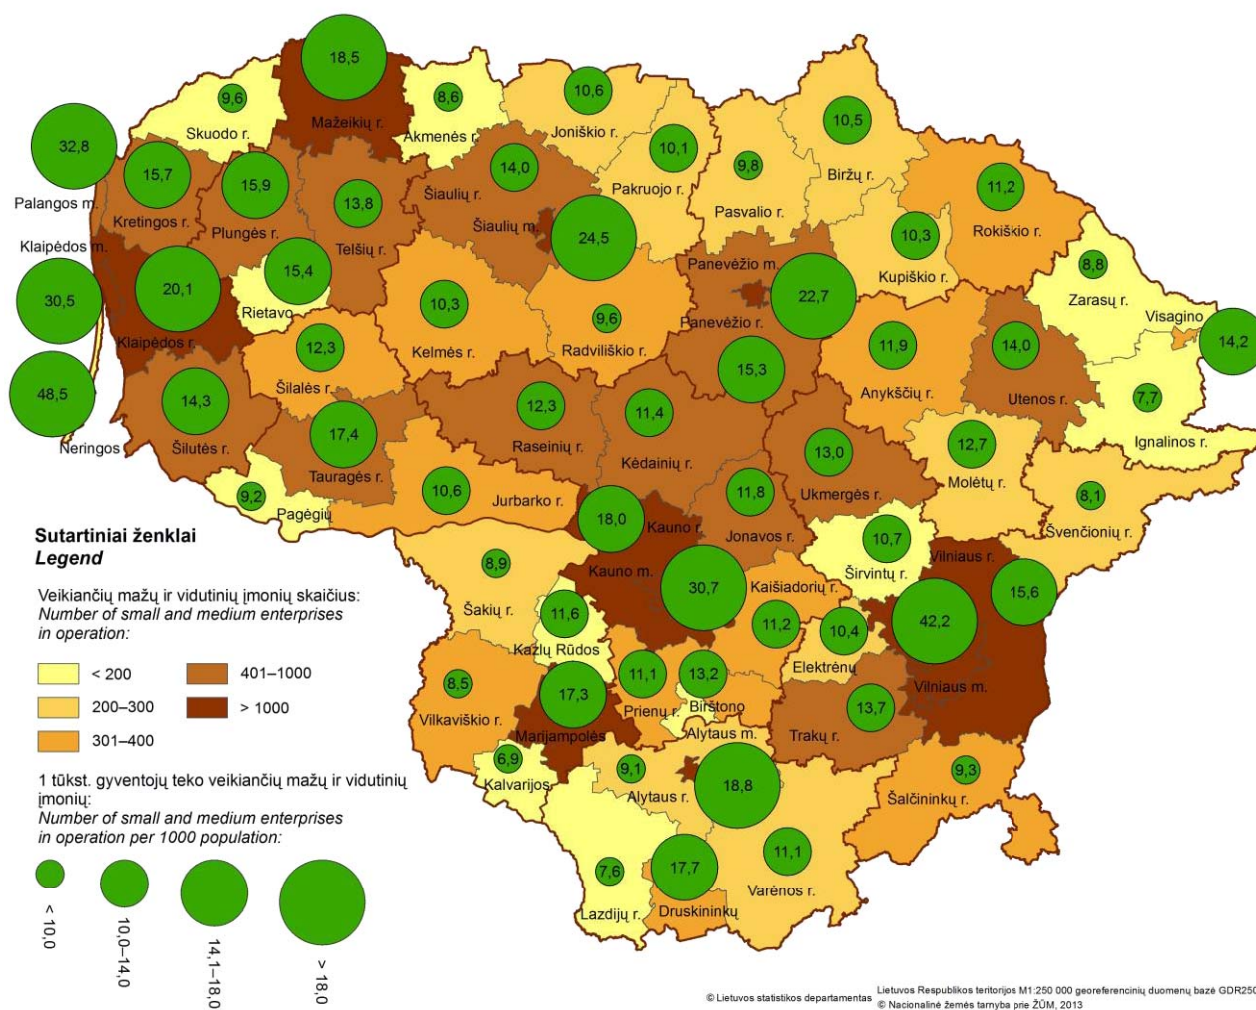 18,5
9,6
Skuodo r.
Mažeikių r.
8,6
Akmenės r.
10,6
Joniškio r.
10,1
Pakruojo r.
9,8
Pasvalio r.
10,5
Biržų r.
11,2
Rokiškio r.
32,8
Palangos m.
15,7
Kretingos r.
15,9
Plungės r.
13,8
Telšių r.
14,0
Šiaulių r.
Šiaulių m.
24,5
10,3
Kupiškio r.
8,8
Zarasų r.
Visagino
14,2
Klaipėdos m.
30,5
20,1
Klaipėdos r.
15,4
Rietavo
10,3
Kelmės r.
9,6
Radviliškio r.
Panevėžio m.
22,7
Panevėžio r.
15,3
11,9
Anykščių r.
14,0
Utenos r.
7,7
Ignalinos r.
48,5
Neringos
14,3
Šilutės r.
12,3
Šilalės r.
17,4
Tauragės r.
12,3
Raseinių r.
11,4
Kėdainių r.
13,0
Ukmergės r.
12,7
Molėtų r.
8,1
Švenčionių r.
9,2
Pagėgių
10,6
Jurbarko r.
18,0
Kauno r.
11,8
Jonavos r.
10,7
Širvintų r.
Vilniaus r.
15,6
Kauno m.
30,7
Kaišiadorių r.
11,2
10,4
Elektrėnų
42,2
Vilniaus m.
8,9
Šakių r.
11,6
Kazlų Rūdos
8,5
Vilkaviškio r.
17,3
Marijampolės
11,1
Prienų r.
13,2
Birštono
13,7
Trakų r.
6,9
Kalvarijos
9,1
Alytaus r.
Alytaus m.
18,8
9,3
Šalčininkų r.
7,6
Lazdijų r.
17,7
Druskininkų
11,1
Varėnos r.
Sutartiniai ženklai
Legend
Veikiančių mažų ir vidutinių įmonių skaičius:
Number of small and medium enterprises
in operation:
< 200
401–1000
200–300
> 1000
301–400
1 tūkst. gyventojų teko veikiančių mažų ir vidutinių
įmonių:
Number of small and medium enterprises
in operation per 1000 population:
< 10,0
10,0–14,0
14,1–18,0
> 18,0
© Lietuvos statistikos departamentas
Lietuvos Respublikos teritorijos M1:250 000 georeferencinių duomenų bazė GDR250
© Nacionalinė žemės tarnyba prie ŽŪM, 2013